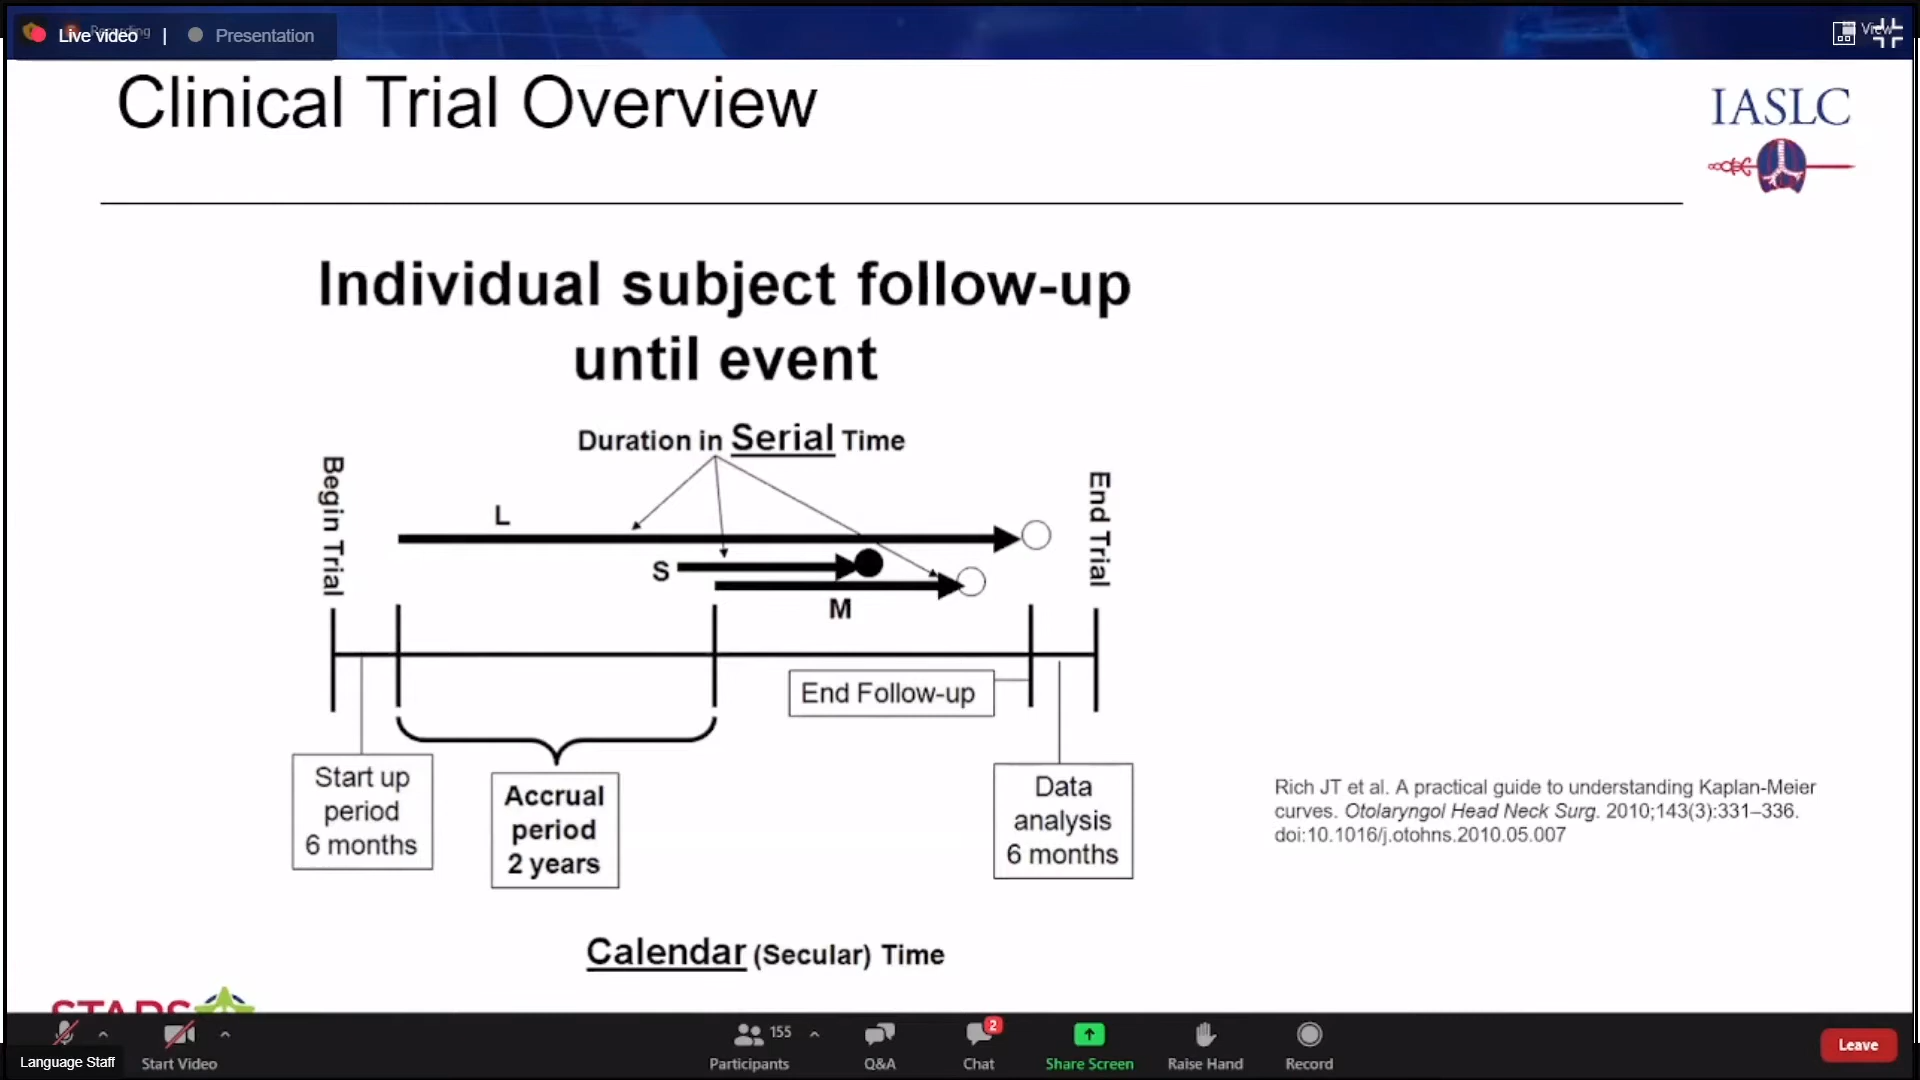 Live video | Presentation
View
Clinical Trial Overview
IASLC
Individual subject follow-up
until event
Duration in Serial Time
Begin Trial
End Trial
L
S
M
End Follow-up
Start up
period
6 months
Accrual
period
2 years
Data
analysis
6 months
Rich JT et al. A practical guide to understanding Kaplan-Meier
curves. Otolaryngol Head Neck Surg. 2010;143(3):331–336.
doi:10.1016/j.otohns.2010.05.007
Calendar (Secular) Time
STARS
155
2
Language Staff
Start Video
Participants
Q&A
Chat
Share Screen
Raise Hand
Record
Leave